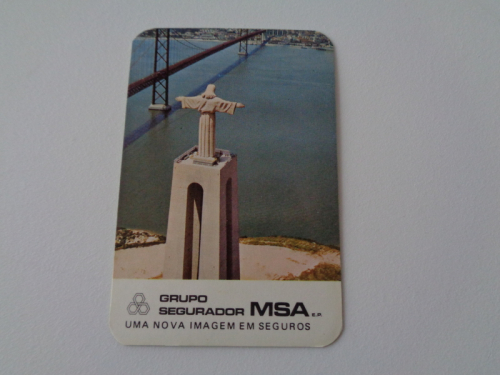 GRUPO
SEGURADOR MSA E.P.
UMA NOVA IMAGEM EM SEGUROS